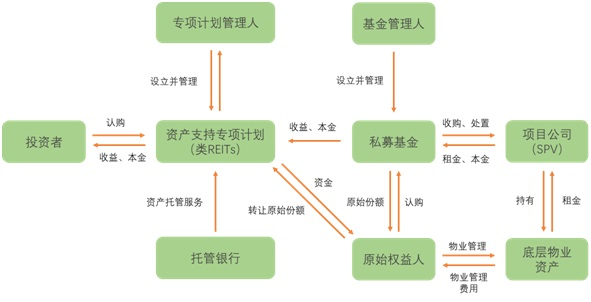 专项计划管理人
基金管理人
设立并管理
设立并管理
投资者
认购
收益、本金
资产支持专项计划
（类REITs）
收益、本金
私募基金
收购、处置
租金、本金
项目公司
（SPV）
资产托管服务
资金
转让原始份额
原始份额
认购
持有
租金
托管银行
原始权益人
物业管理
物业管理
费用
底层物业
资产